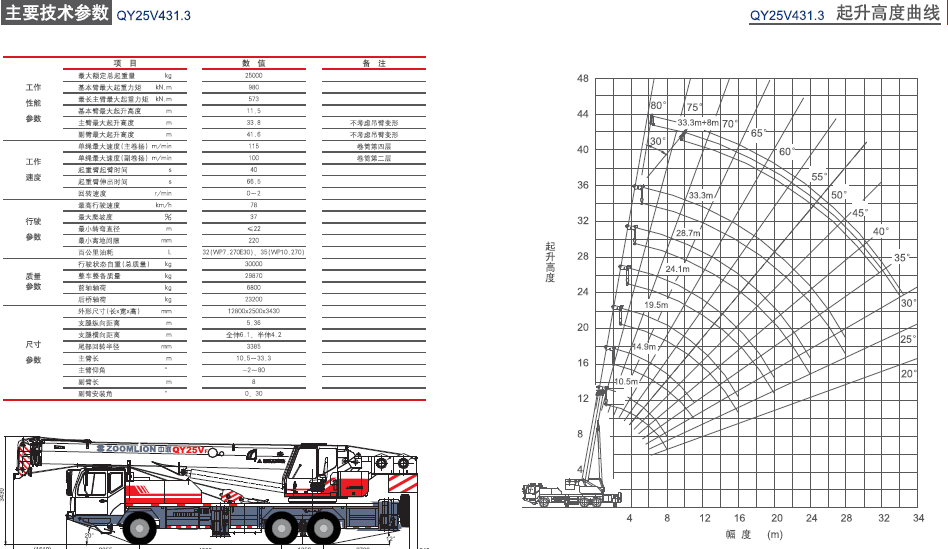 主要技术参数 QY25V431.3
QY25V431.3 起升高度曲线
项 目 数 值 备 注
工作性能参数
最大额定总起重量 kg 25000
基本臂最大起重力矩 kN.m 980
最长主臂最大起重力矩 kN.m 573
基本臂最大起升高度 m 11.5
主臂最大起升高度 m 33.8 不考虑吊臂变形
副臂最大起升高度 m 41.6 不考虑吊臂变形
工作速度
单绳最大速度(主卷扬) m/min 115 卷筒第四层
单绳最大速度(副卷扬) m/min 100 卷筒第二层
起重臂起臂时间 s 40
起重臂伸出时间 s 66.5
回转速度 r/min 0～2
行驶参数
最高行驶速度 km/h 78
最大爬坡度 % 37
最小转弯直径 m ≤22
最小离地间隙 mm 220
百公里油耗 L 32(WP7.270E30)、35(WP10.270)
质量参数
行驶状态自重(总质量) kg 30000
整车整备质量 kg 29870
前轴轴荷 kg 6800
后桥轴荷 kg 23200
尺寸参数
外形尺寸(长x宽x高) mm 12800x2500x3430
支腿纵向距离 m 5.36
支腿横向距离 m 全伸6.1、半伸4.2
尾部回转半径 mm 3385
主臂长 m 10.5～33.3
主臂仰角 ° -2～80
副臂长 m 8
副臂安装角 ° 0、30
ZOOMLION 中联 QY25V
3430
20°
48
44
40
36
32
28
24
20
16
12
8
4
起升高度
80°
75°
70°
65°
60°
55°
50°
45°
40°
35°
30°
25°
20°
33.3m+8m
30°
33.3m
28.7m
24.1m
19.5m
14.9m
10.5m
4 8 12 16 20 24 28 32 34
幅 度 (m)